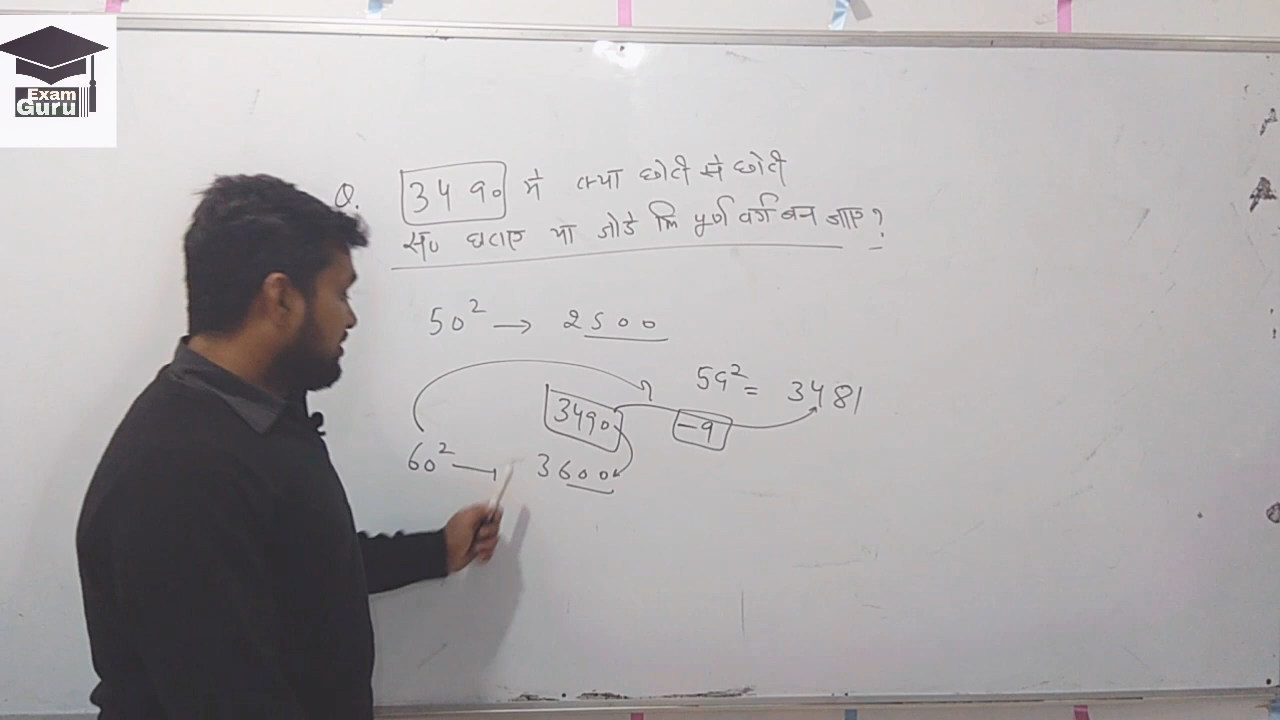 Exam
Guru
Q. 3490 में क्या छोटी से छोटी
सं० घटाए या जोडे कि पूर्ण वर्ग बन जाए ?
50² → 2500
59² = 3481
3490 -9
60² → 3600